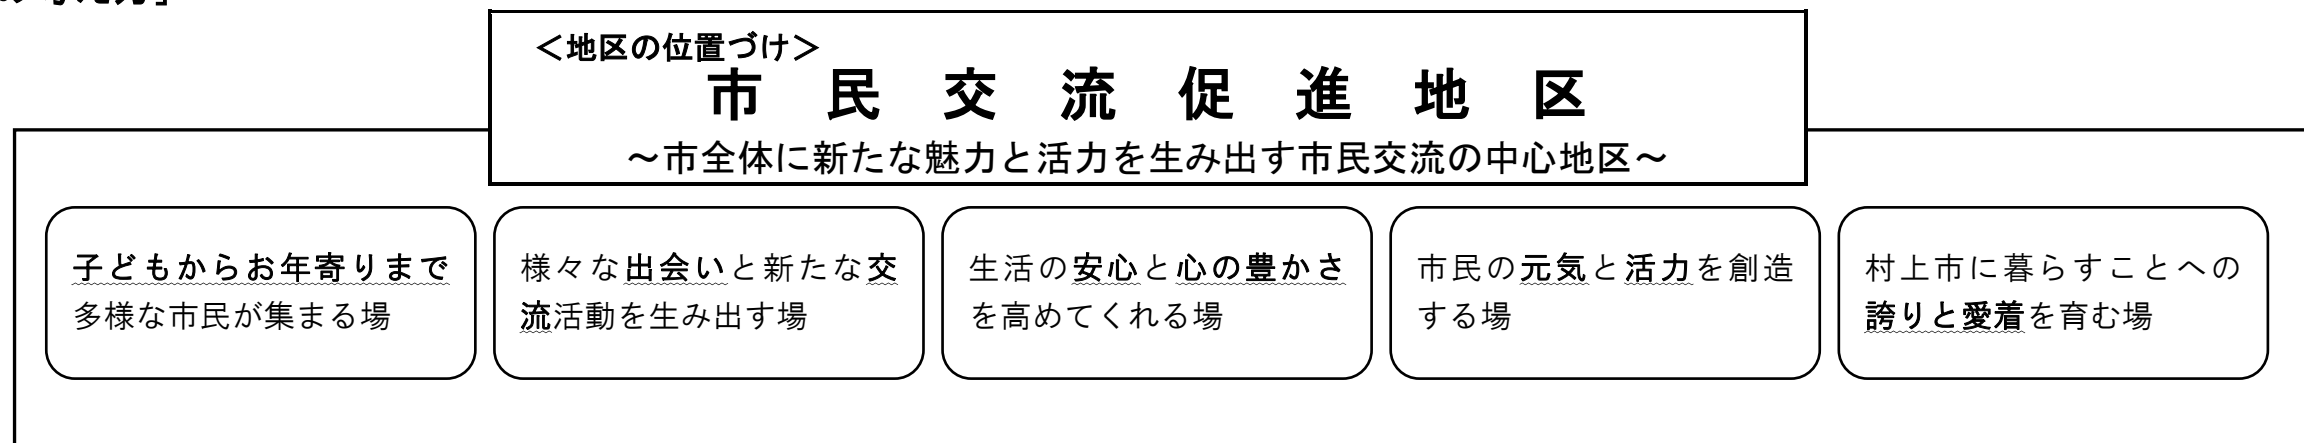 ＜地区の位置づけ＞
市民交流促進地区
～市全体に新たな魅力と活力を生み出す市民交流の中心地区～
子どもからお年寄りまで
多様な市民が集まる場
様々な出会いと新たな交
流活動を生み出す場
生活の安心と心の豊かさ
を高めてくれる場
市民の元気と活力を創造
する場
村上市に暮らすことへの
誇りと愛着を育む場